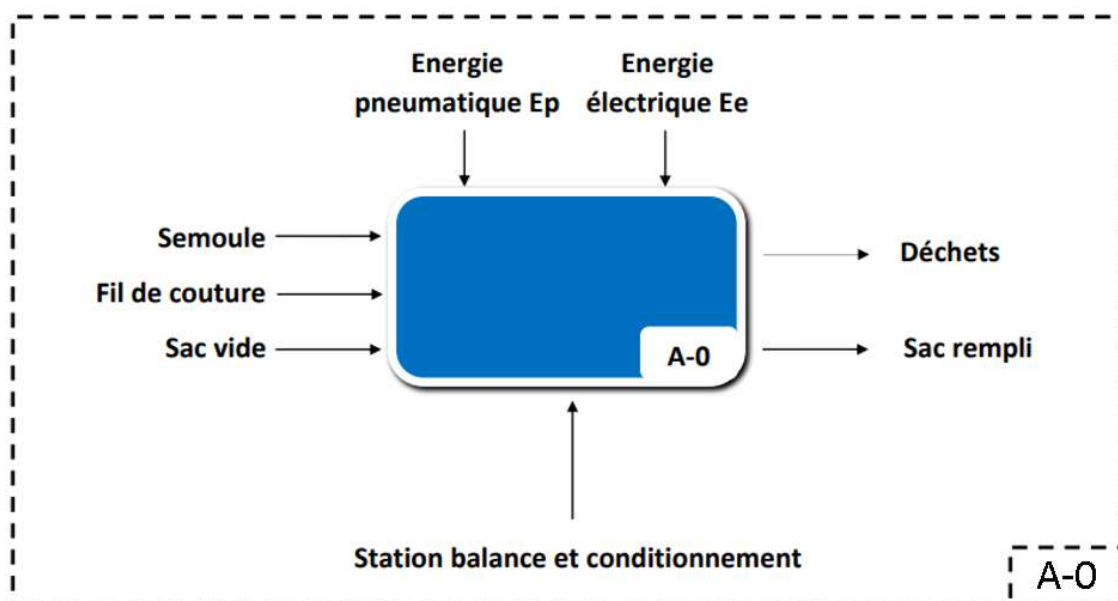 Energie
pneumatique Ep
Energie
électrique Ee
Semoule
Fil de couture
Sac vide
Déchets
Sac rempli
A-0
Station balance et conditionnement
A-0